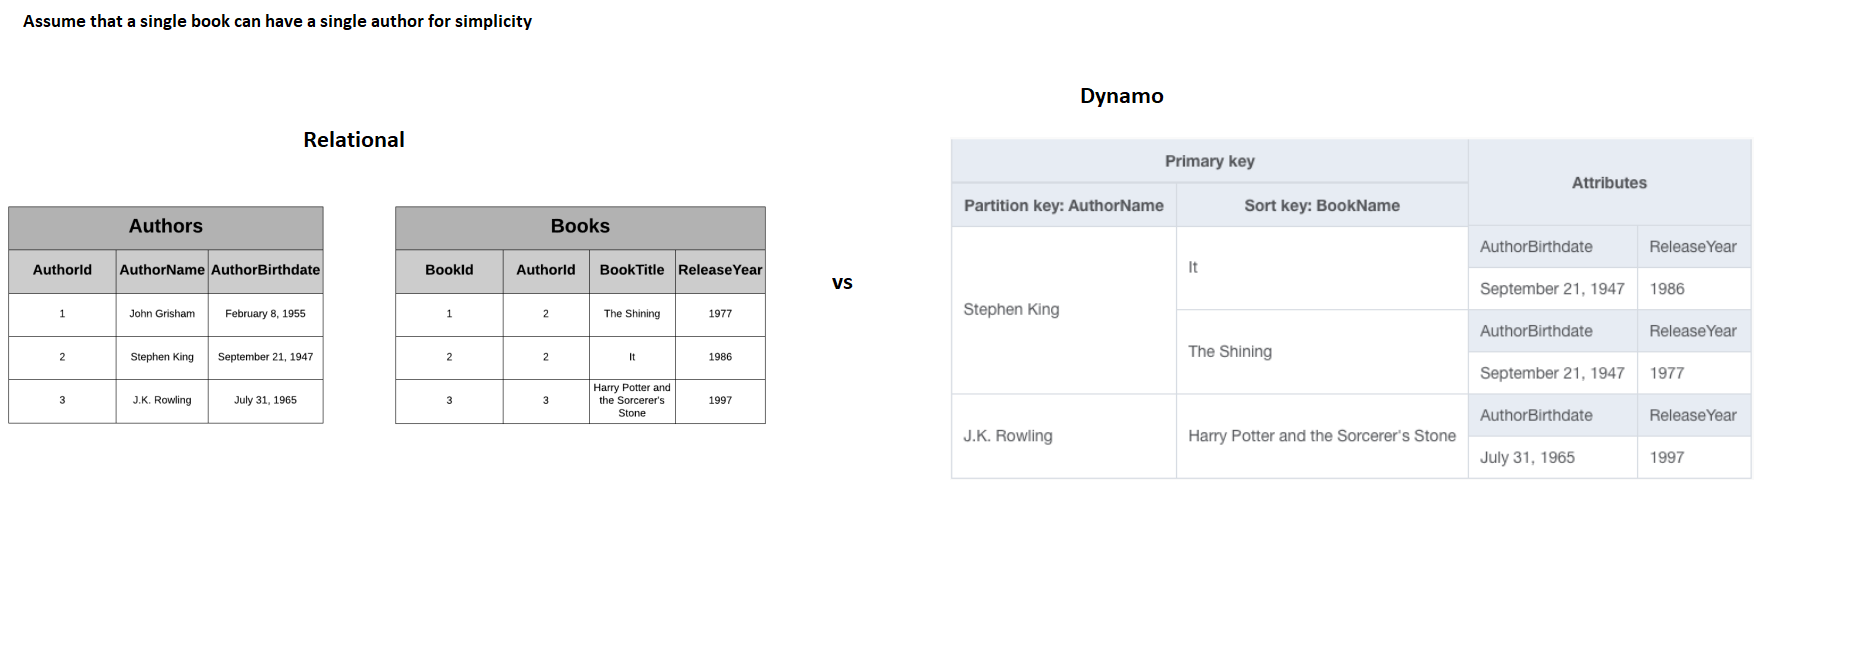 Assume that a single book can have a single author for simplicity
Dynamo
Relational
Authors
AuthorId AuthorName AuthorBirthdate
1 John Grisham February 8, 1955
2 Stephen King September 21, 1947
3 J.K. Rowling July 31, 1965
Books
BookId AuthorId BookTitle ReleaseYear
1 2 The Shining 1977
2 2 It 1986
3 3 Harry Potter and
the Sorcerer's
Stone 1997
vs
Primary key
Attributes
Partition key: AuthorName Sort key: BookName
Stephen King
It
AuthorBirthdate ReleaseYear
September 21, 1947 1986
The Shining
AuthorBirthdate ReleaseYear
September 21, 1947 1977
J.K. Rowling
Harry Potter and the Sorcerer's Stone
AuthorBirthdate ReleaseYear
July 31, 1965 1997